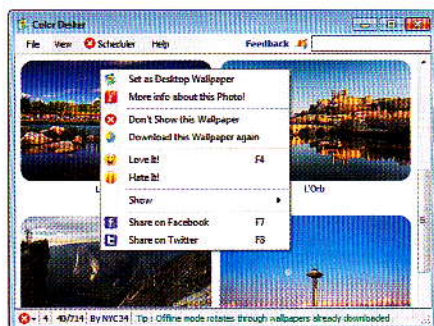 Color Desker
File View Scheduler Help Feedback
Set as Desktop Wallpaper
More info about this Photo!
Don't Show this Wallpaper
Download this Wallpaper again
Love It! F4
Hate It!
Show
Share on Facebook F7
Share on Twitter F8
L'Orb
4 40/714 By NYC34 Tip : Offline mode rotates through wallpapers already downloaded